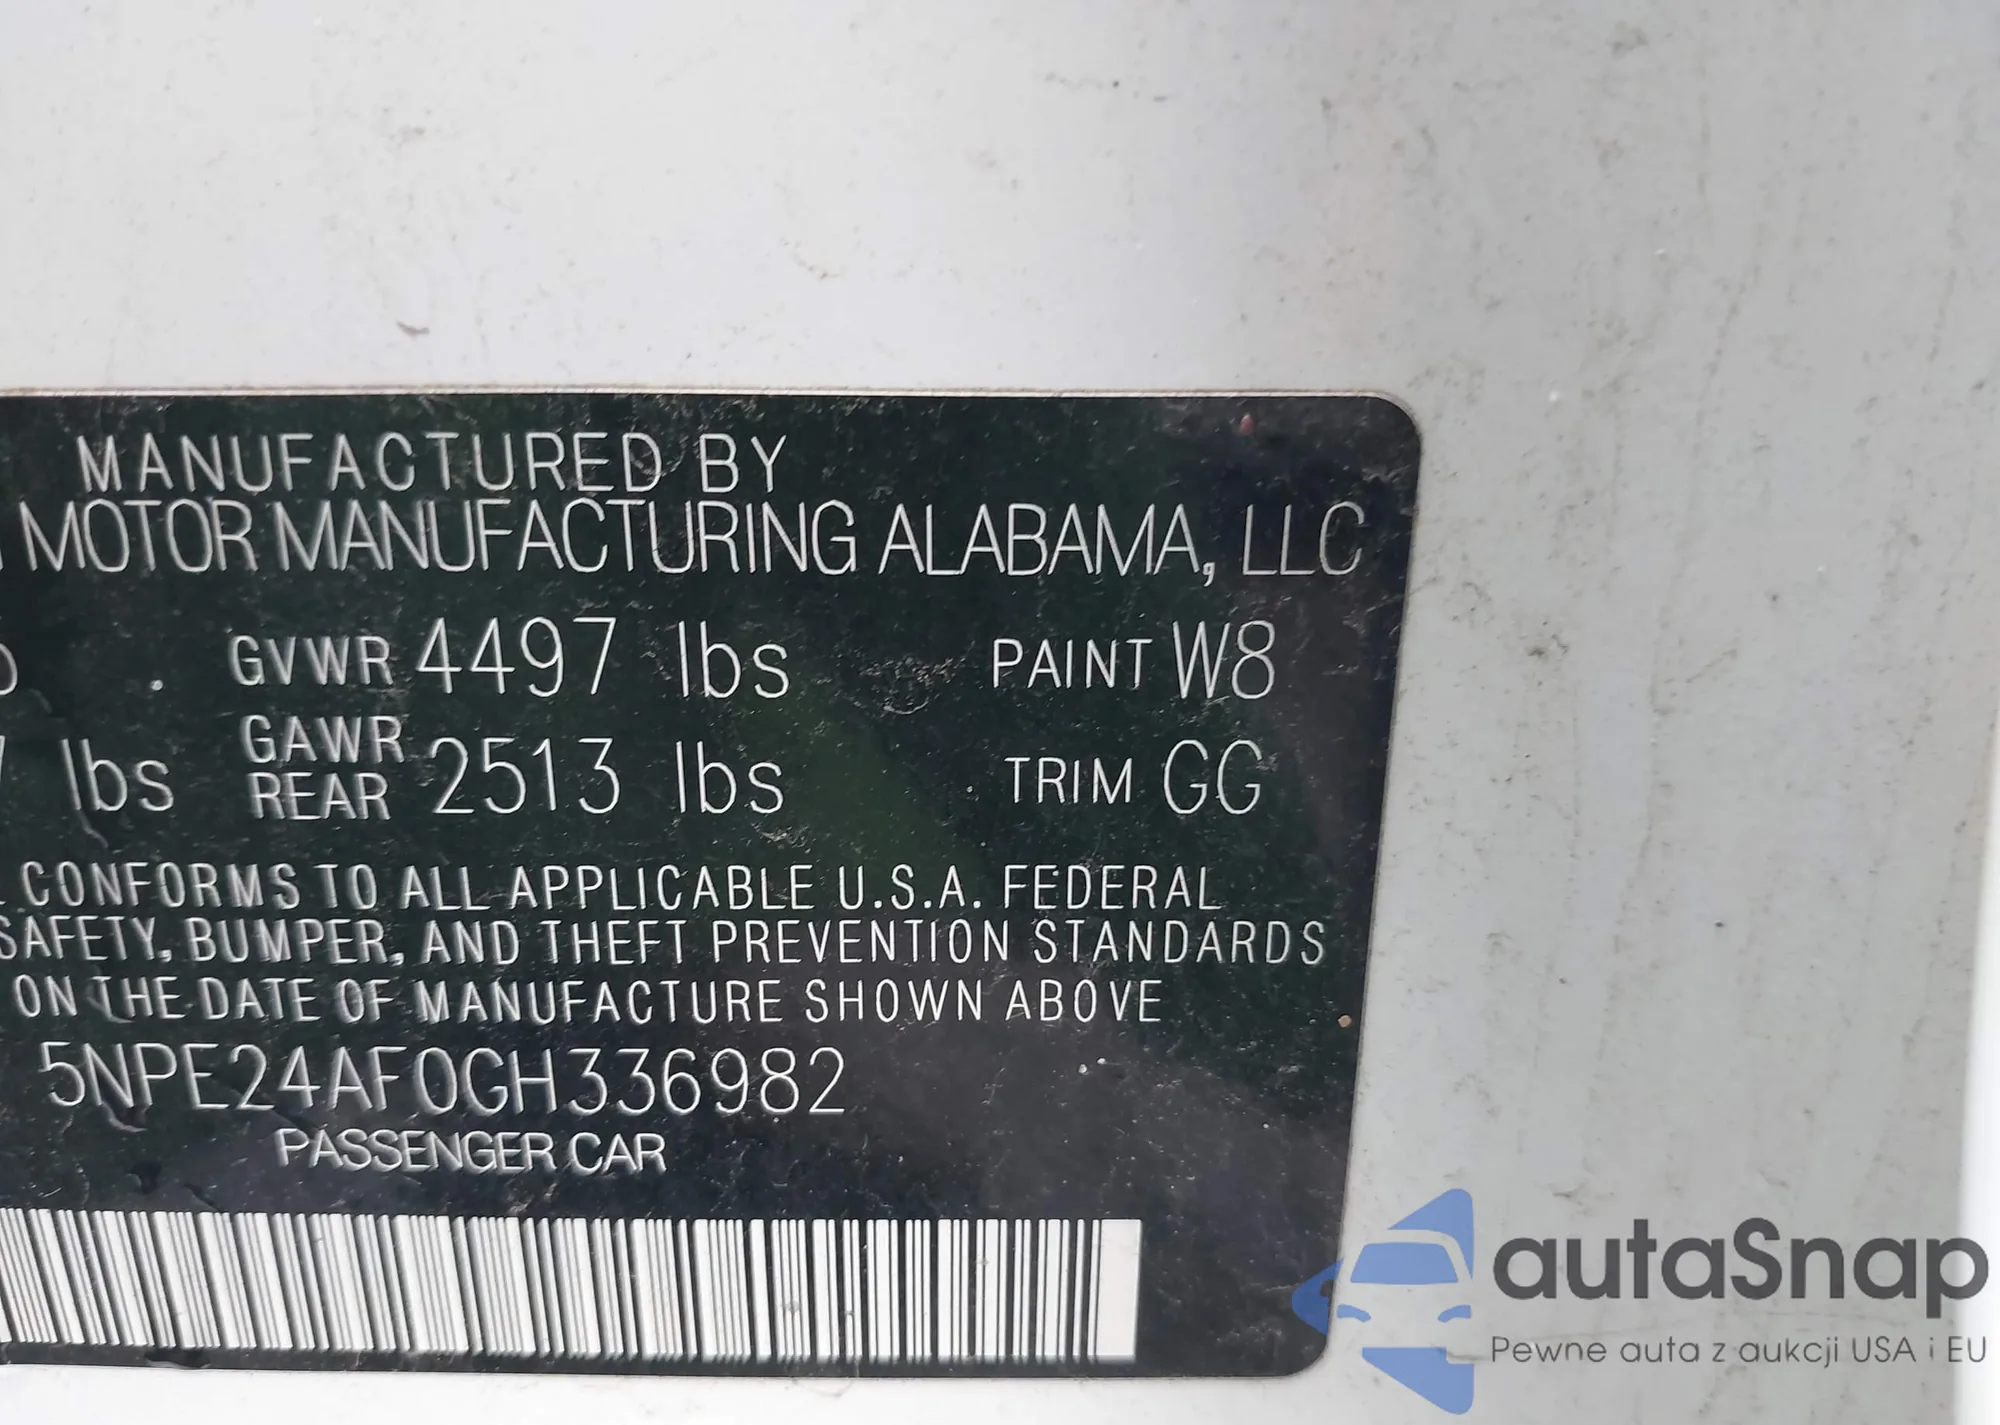 MANUFACTURED BY
MOTOR MANUFACTURING ALABAMA, LLC
GVWR 4497 lbs PAINT W8
lbs GAWR REAR 2513 lbs TRIM GG
CONFORMS TO ALL APPLICABLE U.S.A. FEDERAL
SAFETY, BUMPER, AND THEFT PREVENTION STANDARDS
ON THE DATE OF MANUFACTURE SHOWN ABOVE
5NPE24AF0GH336982
PASSENGER CAR
autaSnap
Pewne auta z aukcji USA i EU